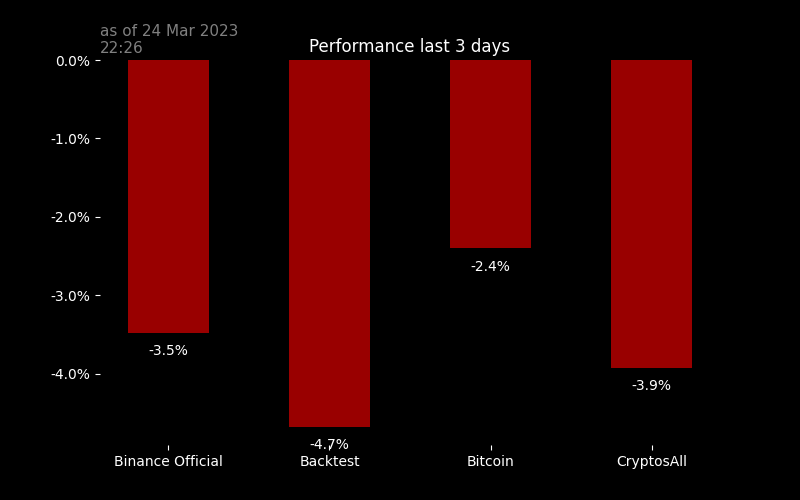 as of 24 Mar 2023
22:26
Performance last 3 days
0.0%
-1.0%
-2.0%
-3.0%
-4.0%
-3.5%
-4.7%
-2.4%
-3.9%
Binance Official
Backtest
Bitcoin
CryptosAll